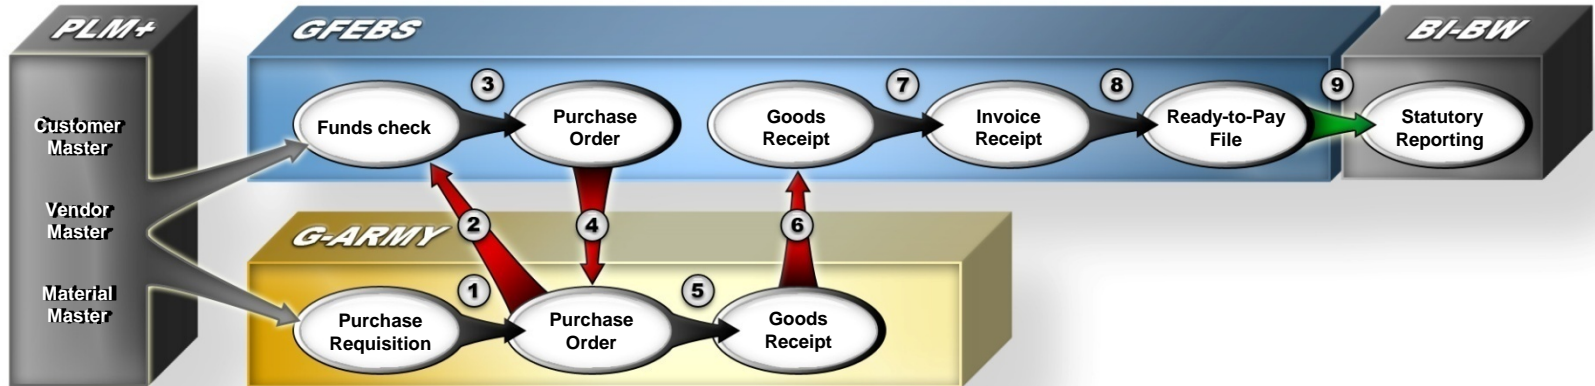 PLM+
Customer
Master
Vendor
Master
Material
Master
GFEBS
Funds check
3
Purchase
Order
Goods
Receipt
7
Invoice
Receipt
8
Ready-to-Pay
File
9
BI-BW
Statutory
Reporting
2
4
6
G-ARMY
Purchase
Requisition
1
Purchase
Order
5
Goods
Receipt